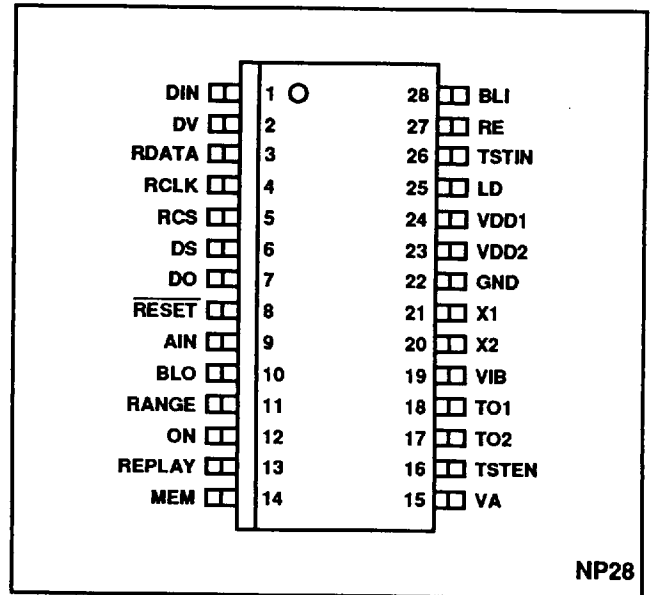 DIN 1 28 BLI
DV 2 27 RE
RDATA 3 26 TSTIN
RCLK 4 25 LD
RCS 5 24 VDD1
DS 6 23 VDD2
DO 7 22 GND
RESET 8 21 X1
AIN 9 20 X2
BLO 10 19 VIB
RANGE 11 18 TO1
ON 12 17 TO2
REPLAY 13 16 TSTEN
MEM 14 15 VA
NP28